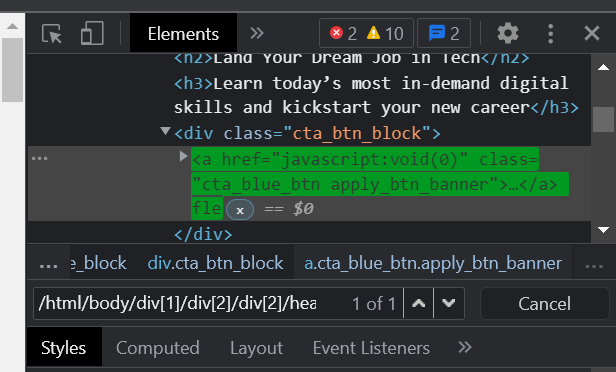 Elements » 2 10 2
<h2>Land Your Dream Job in Tech</h2>
<h3>Learn today’s most in-demand digital
skills and kickstart your new career</h3>
<div class="cta_btn_block">
… <a href="javascript:void(0)" class=
"cta_blue_btn apply_btn_banner">…</a>
fle x == $0
</div>
… e_block div.cta_btn_block a.cta_blue_btn.apply_btn_banner …
/html/body/div[1]/div[2]/div[2]/hea 1 of 1 Cancel
Styles Computed Layout Event Listeners »